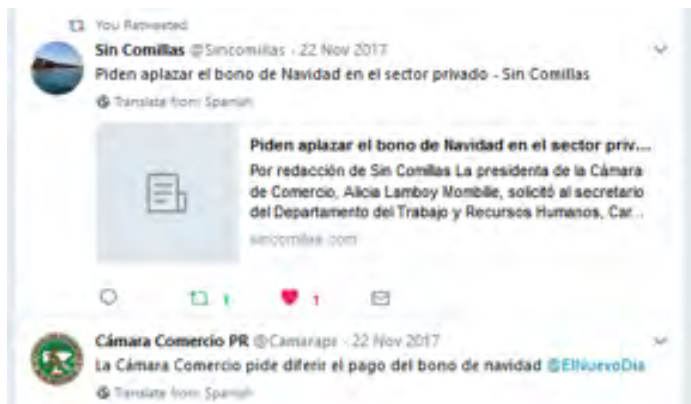 You Retweeted
Sin Comillas @Sincomillas · 22 Nov 2017
Piden aplazar el bono de Navidad en el sector privado - Sin Comillas
Translate from Spanish
Piden aplazar el bono de Navidad en el sector priv...
Por redacción de Sin Comillas La presidenta de la Cámara
de Comercio, Alicia Lamboy Mombille, solicitó al secretario
del Departamento del Trabajo y Recursos Humanos, Car...
sincomillas.com
1 1
Cámara Comercio PR @Camarapr · 22 Nov 2017
La Cámara Comercio pide diferir el pago del bono de navidad @ElNuevoDia
Translate from Spanish